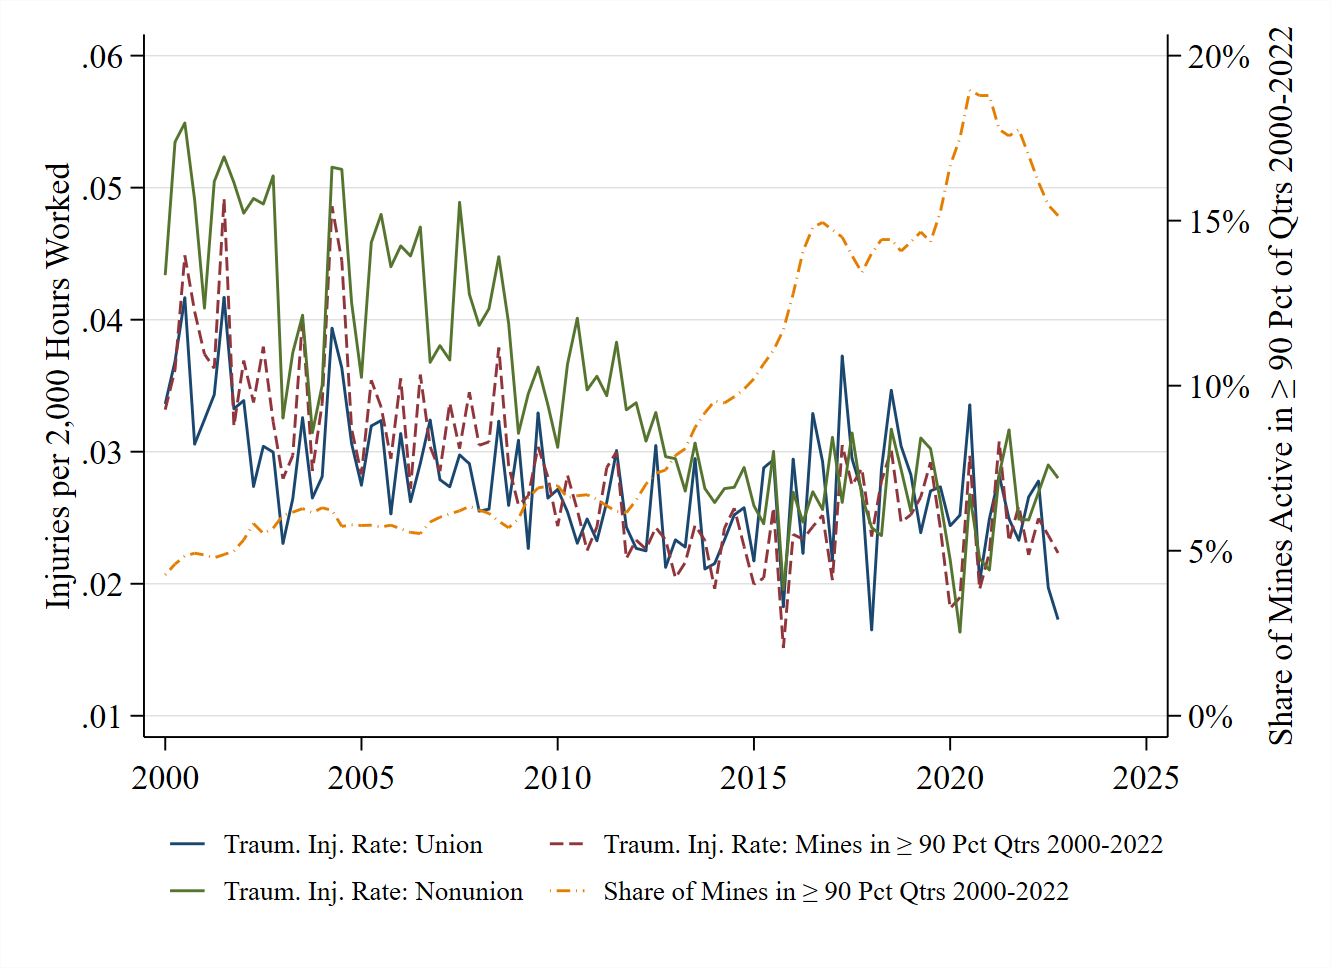 Injuries per 2,000 Hours Worked
.06
.05
.04
.03
.02
.01
20%
15%
10%
5%
0%
Share of Mines Active in ≥ 90 Pct of Qtrs 2000-2022
2000 2005 2010 2015 2020 2025
Traum. Inj. Rate: Union
Traum. Inj. Rate: Mines in ≥ 90 Pct Qtrs 2000-2022
Traum. Inj. Rate: Nonunion
Share of Mines in ≥ 90 Pct Qtrs 2000-2022